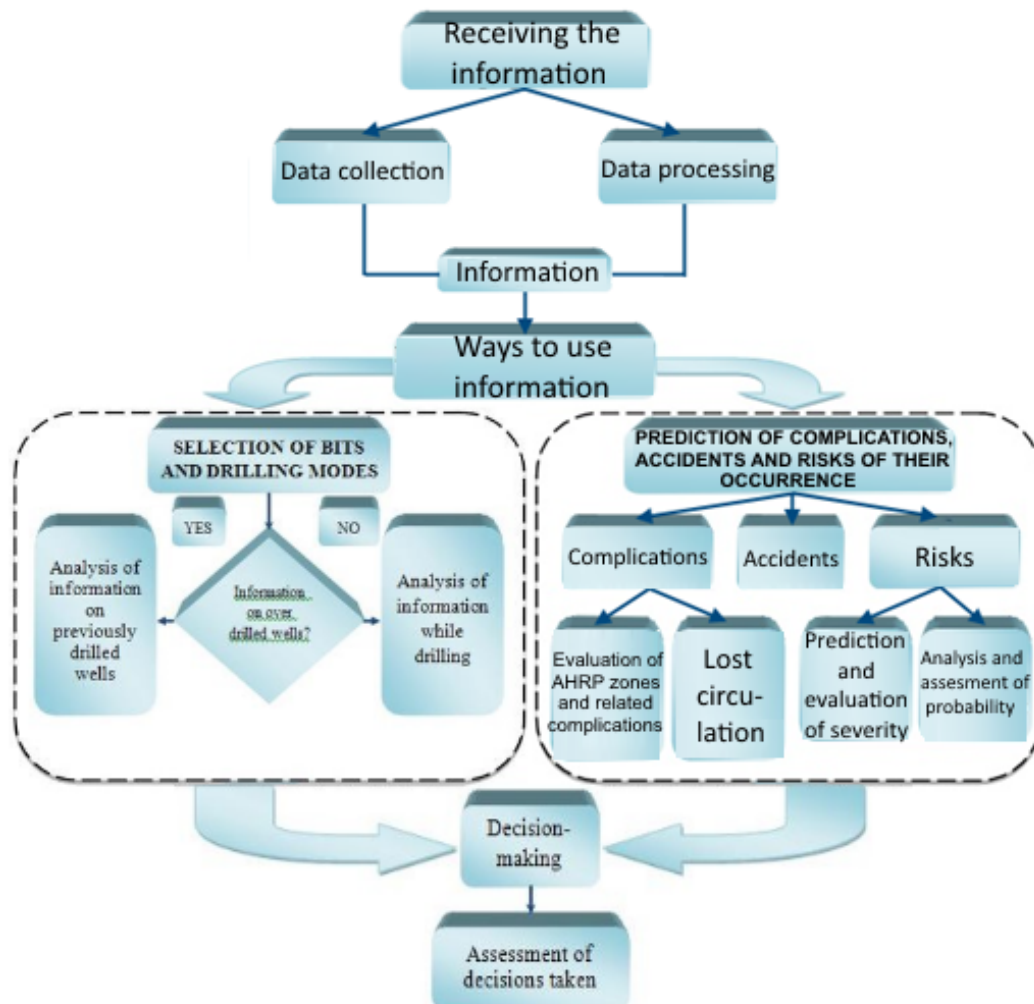 Receiving the
information
Data collection
Data processing
Information
Ways to use
information
SELECTION OF BITS
AND DRILLING MODES
YES
NO
Analysis of
information
on
previously
drilled
wells
Information
on over
drilled wells?
Analysis of
information
while
drilling
PREDICTION OF COMPLICATIONS,
ACCIDENTS AND RISKS OF THEIR
OCCURRENCE
Complications
Accidents
Risks
Evaluation of
AHRP zones
and related
complications
Lost
circu-
lation
Prediction
and
evaluation
of severity
Analysis and
assesment of
probability
Decision-
making
Assessment of
decisions taken